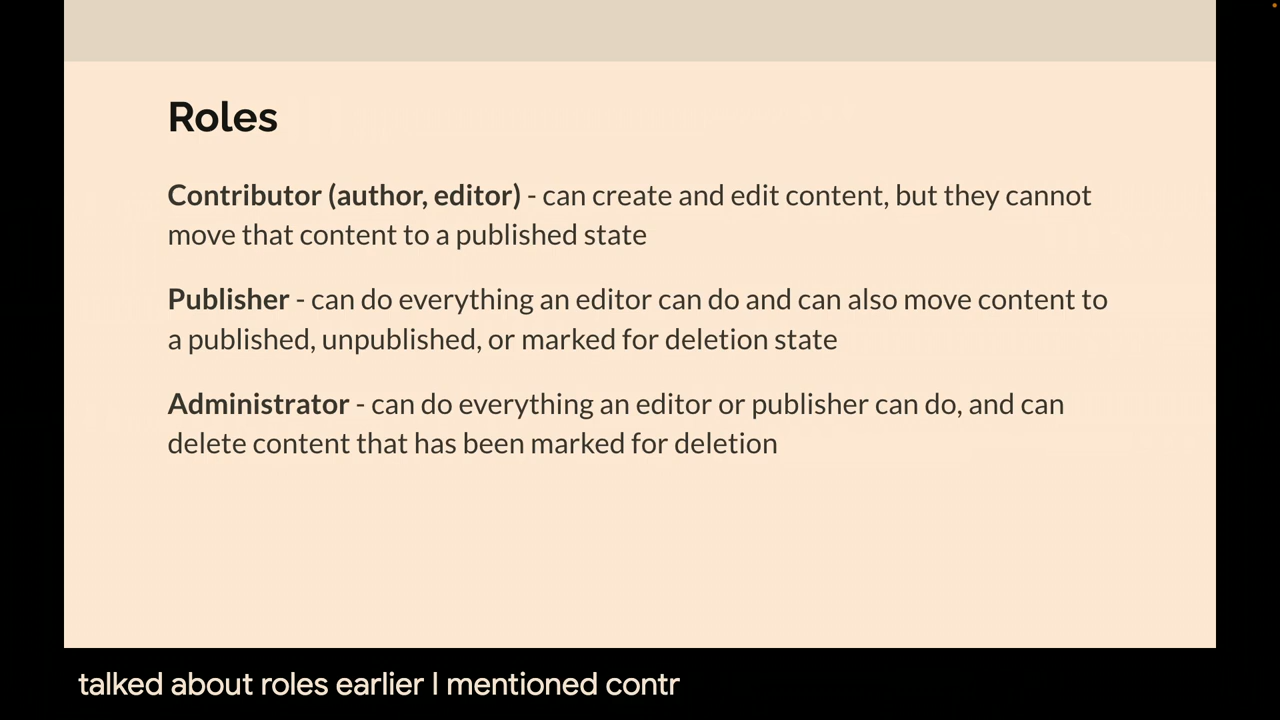 Roles
Contributor (author, editor) - can create and edit content, but they cannot
move that content to a published state
Publisher - can do everything an editor can do and can also move content to
a published, unpublished, or marked for deletion state
Administrator - can do everything an editor or publisher can do, and can
delete content that has been marked for deletion
talked about roles earlier I mentioned contr